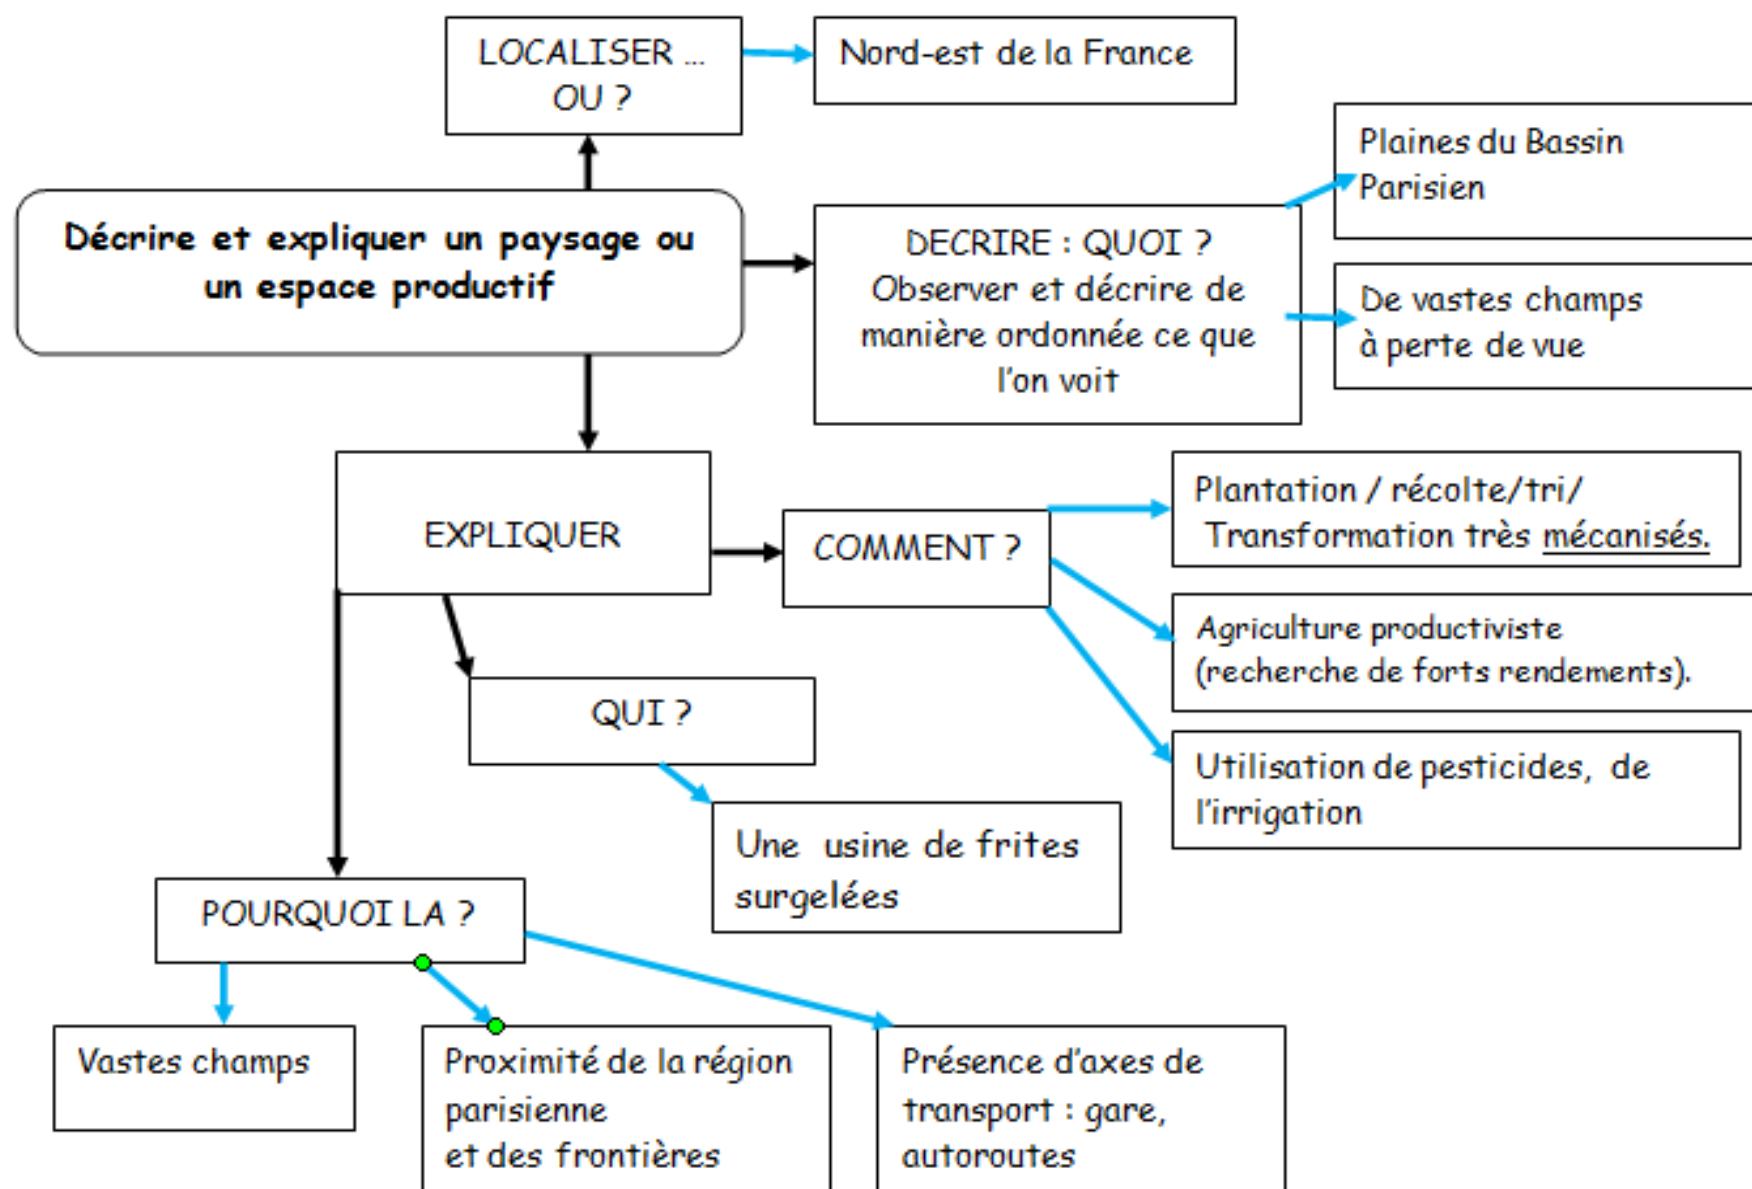 LOCALISER ...
OU ?
Nord-est de la France
Décrire et expliquer un paysage ou
un espace productif
DECRIRE : QUOI ?
Observer et décrire de
manière ordonnée ce que
l'on voit
Plaines du Bassin
Parisien
De vastes champs
à perte de vue
EXPLIQUER
COMMENT ?
Plantation / récolte/tri/
Transformation très mécanisés.
Agriculture productiviste
(recherche de forts rendements).
Utilisation de pesticides, de
l'irrigation
QUI ?
Une usine de frites
surgelées
POURQUOI LA ?
Vastes champs
Proximité de la région
parisienne
et des frontières
Présence d'axes de
transport : gare,
autoroutes